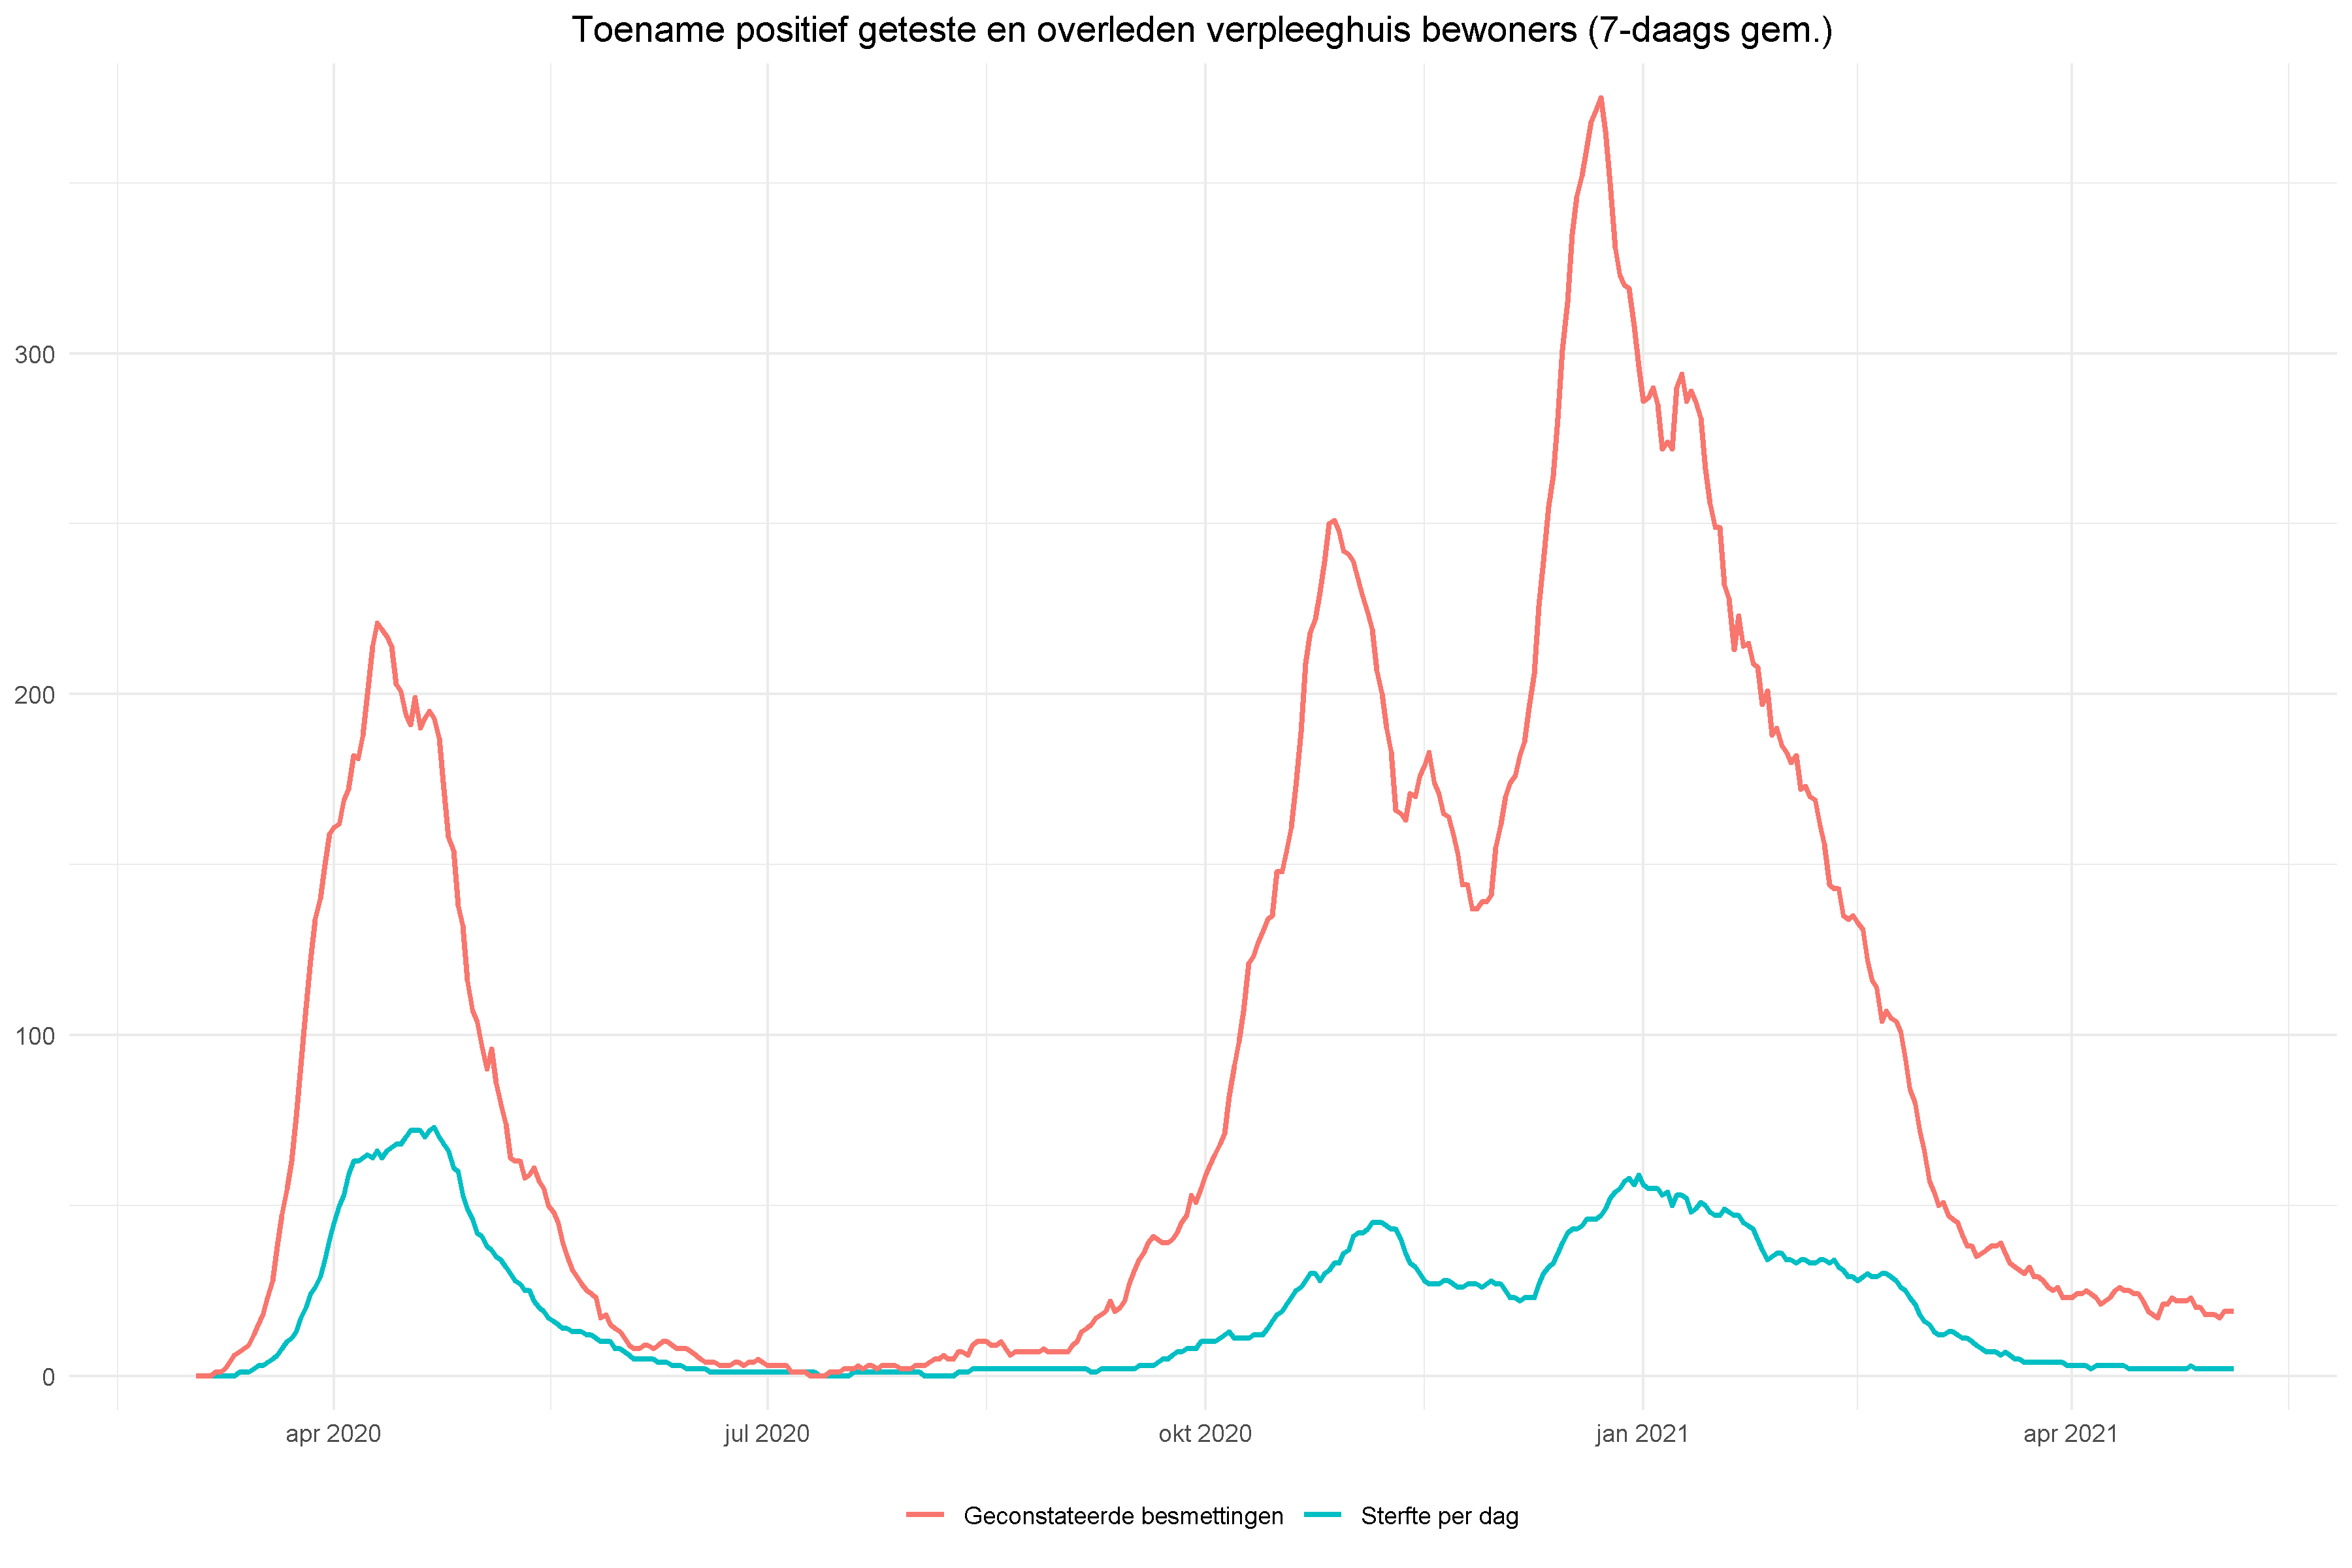 Toename positief geteste en overleden verpleeghuis bewoners (7-daags gem.)
300
200
100
0
apr 2020 jul 2020 okt 2020 jan 2021 apr 2021
Geconstateerde besmettingen Sterfte per dag